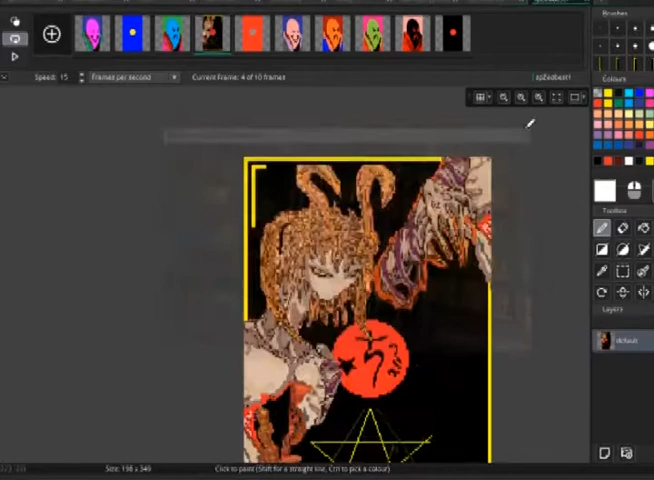 Speed: 15
Frames per second
Current Frame: 4 of 10 frames
Brushes
Colours
Toolbox
Layers
default
Size: 198 x 349
Click to paint (Shift for a straight line, Ctrl to pick a colour)